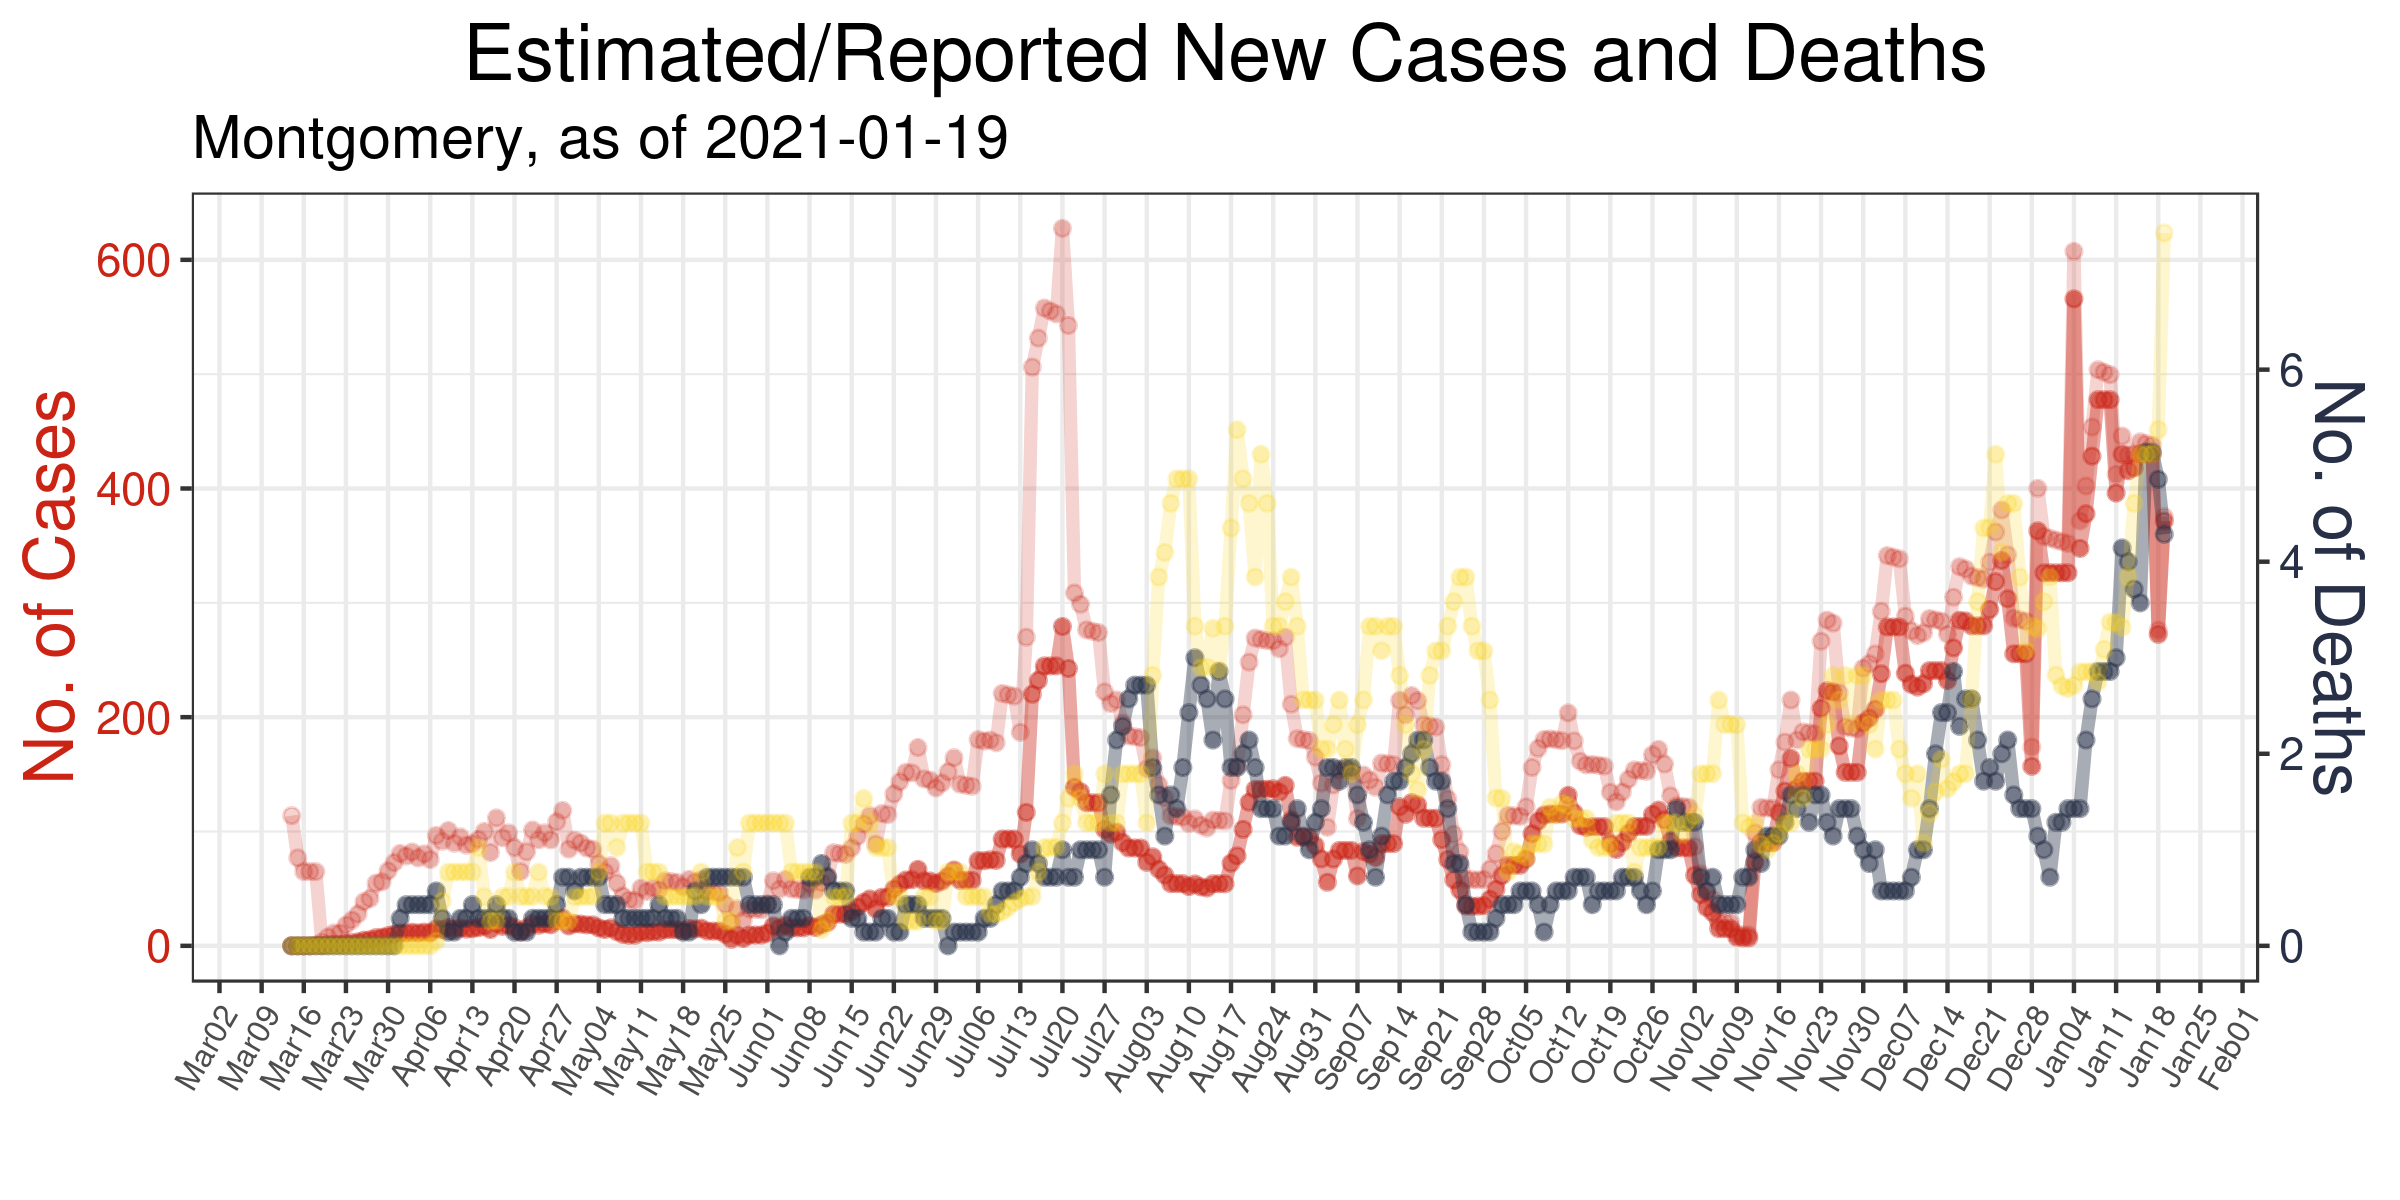 Estimated/Reported New Cases and Deaths
Montgomery, as of 2021-01-19
No. of Cases
600
400
200
0
No. of Deaths
6
4
2
0
Mar02 Mar09 Mar16 Mar23 Mar30 Apr06 Apr13 Apr20 Apr27 May04 May11 May18 May25 Jun01 Jun08 Jun15 Jun22 Jun29 Jul06 Jul13 Jul20 Jul27 Aug03 Aug10 Aug17 Aug24 Aug31 Sep07 Sep14 Sep21 Sep28 Oct05 Oct12 Oct19 Oct26 Nov02 Nov09 Nov16 Nov23 Nov30 Dec07 Dec14 Dec21 Dec28 Jan04 Jan11 Jan18 Jan25 Feb01